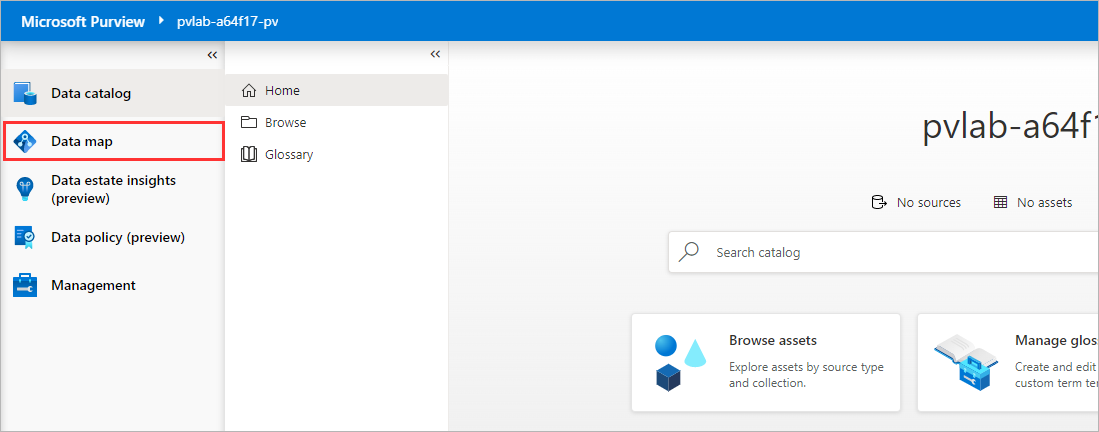 Microsoft Purview pvlab-a64f17-pv
Data catalog
Data map
Data estate insights
(preview)
Data policy (preview)
Management
Home
Browse
Glossary
pvlab-a64f1
No sources No assets
Search catalog
Browse assets
Explore assets by source type
and collection.
Manage glos
Create and edit
custom term te